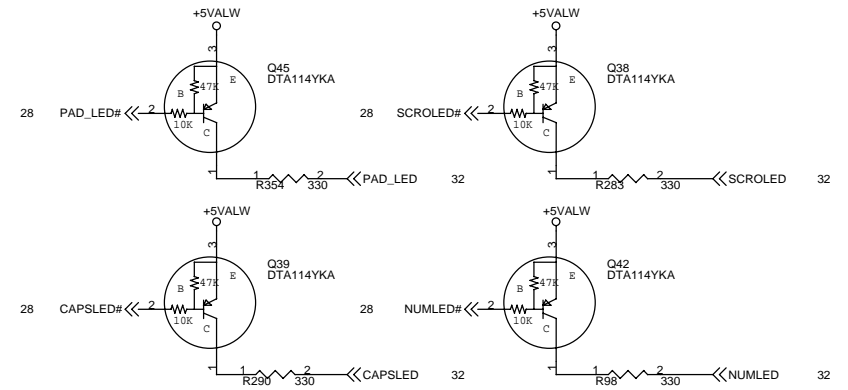 +5VALW
3
Q45
DTA114YKA
E
47K
B
28 PAD_LED# 2
10K
C
1
1 2
R354 330 PAD_LED 32
+5VALW
3
Q38
DTA114YKA
E
47K
B
28 SCROLED# 2
10K
C
1
1 2
R283 330 SCROLED 32
+5VALW
3
Q39
DTA114YKA
E
47K
B
28 CAPSLED# 2
10K
C
1
1 2
R290 330 CAPSLED 32
+5VALW
3
Q42
DTA114YKA
E
47K
B
28 NUMLED# 2
10K
C
1
1 2
R98 330 NUMLED 32